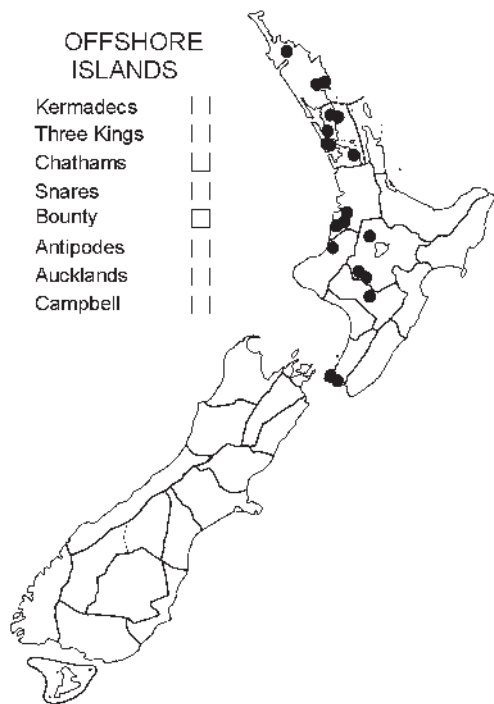 OFFSHORE
ISLANDS
Kermadecs
Three Kings
Chathams
Snares
Bounty
Antipodes
Aucklands
Campbell